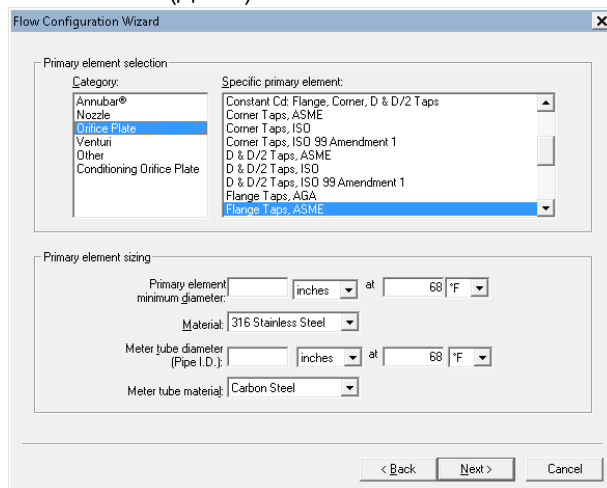 Flow Configuration Wizard
Primary element selection
Category:
Specific primary element:
Annubar®
Nozzle
Orifice Plate
Venturi
Other
Conditioning Orifice Plate
Constant Cd: Flange, Corner, D & D/2 Taps
Corner Taps, ASME
Corner Taps, ISO
Corner Taps, ISO 99 Amendment 1
D & D/2 Taps, ASME
D & D/2 Taps, ISO
D & D/2 Taps, ISO 99 Amendment 1
Flange Taps, AGA
Flange Taps, ASME
Primary element sizing
Primary element
minimum diameter:
inches at 68 °F
Material: 316 Stainless Steel
Meter tube diameter
(Pipe I.D.):
inches at 68 °F
Meter tube material: Carbon Steel
< Back Next > Cancel